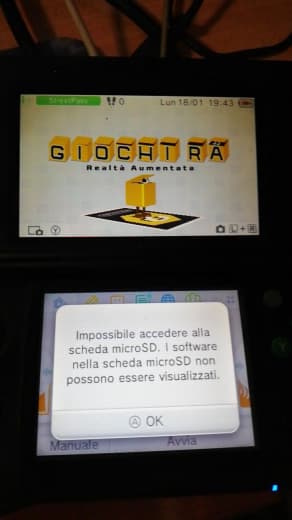 StreetPass 0 Lun 18/01 19:43
GIOCHI RA
Realtà Aumentata
Y L+R
Impossibile accedere alla
scheda microSD. I software
nella scheda microSD non
possono essere visualizzati.
A OK
Manuale Avvia
Y